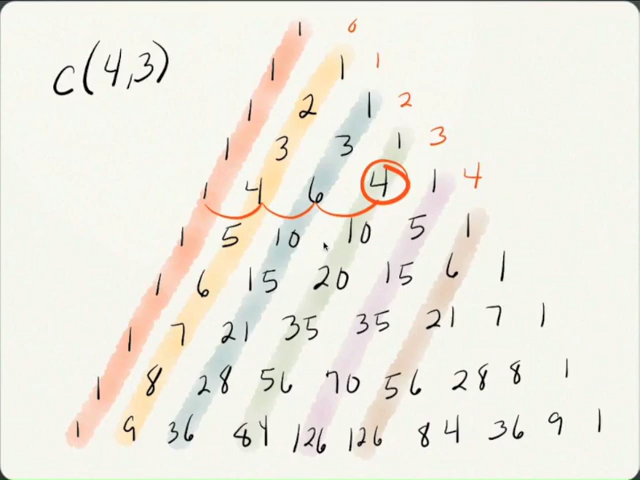 1 0
c(4,3)
1 1 1
1 2 1 2
1 3 3 1 3
1 4 6 4 1 4
1 5 10 10 5 1
1 6 15 20 15 6 1
1 7 21 35 35 21 7 1
1 8 28 56 70 56 28 8 1
1 9 36 84 126 126 84 36 9 1